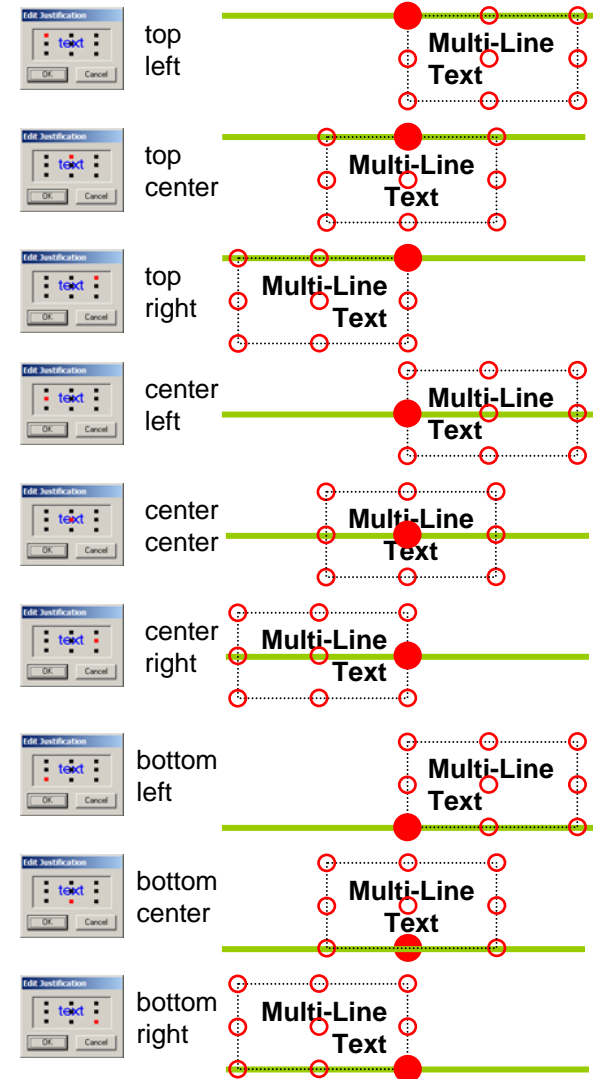 Edit Justification
text
OK Cancel
top
left
Multi-Line
Text
Edit Justification
text
OK Cancel
top
center
Multi-Line
Text
Edit Justification
text
OK Cancel
top
right
Multi-Line
Text
Edit Justification
text
OK Cancel
center
left
Multi-Line
Text
Edit Justification
text
OK Cancel
center
center
Multi-Line
Text
Edit Justification
text
OK Cancel
center
right
Multi-Line
Text
Edit Justification
text
OK Cancel
bottom
left
Multi-Line
Text
Edit Justification
text
OK Cancel
bottom
center
Multi-Line
Text
Edit Justification
text
OK Cancel
bottom
right
Multi-Line
Text